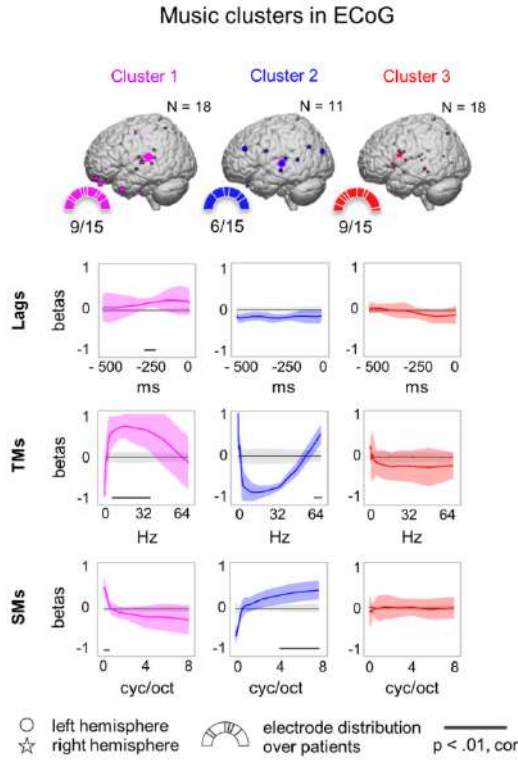 Music clusters in ECoG
Cluster 1 Cluster 2 Cluster 3
N = 18 N = 11 N = 18
9/15 6/15 9/15
Lags
betas
1 1 1
0 0 0
-1 -1 -1
- 500 -250 0 - 500 -250 0 - 500 -250 0
ms ms ms
TMs
betas
1 1 1
0 0 0
-1 -1 -1
0 32 64 0 32 64 0 32 64
Hz Hz Hz
SMs
betas
1 1 1
0 0 0
-1 -1 -1
0 4 8 0 4 8 0 4 8
cyc/oct cyc/oct cyc/oct
left hemisphere
right hemisphere
electrode distribution
over patients
p < .01, cor